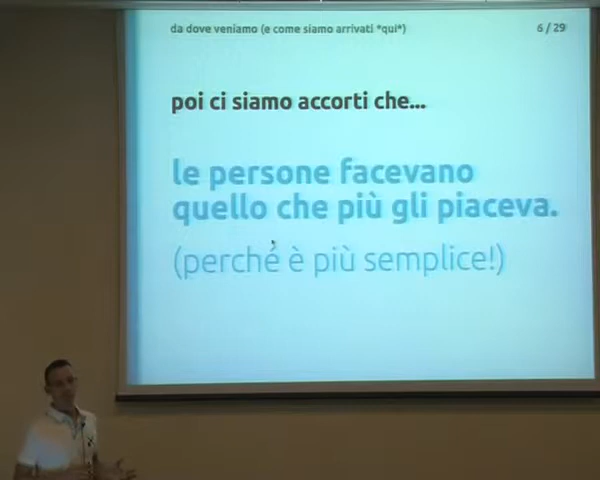 da dove veniamo (e come siamo arrivati *qui*) 6 / 29
poi ci siamo accorti che...
le persone facevano
quello che più gli piaceva.
(perché è più semplice!)